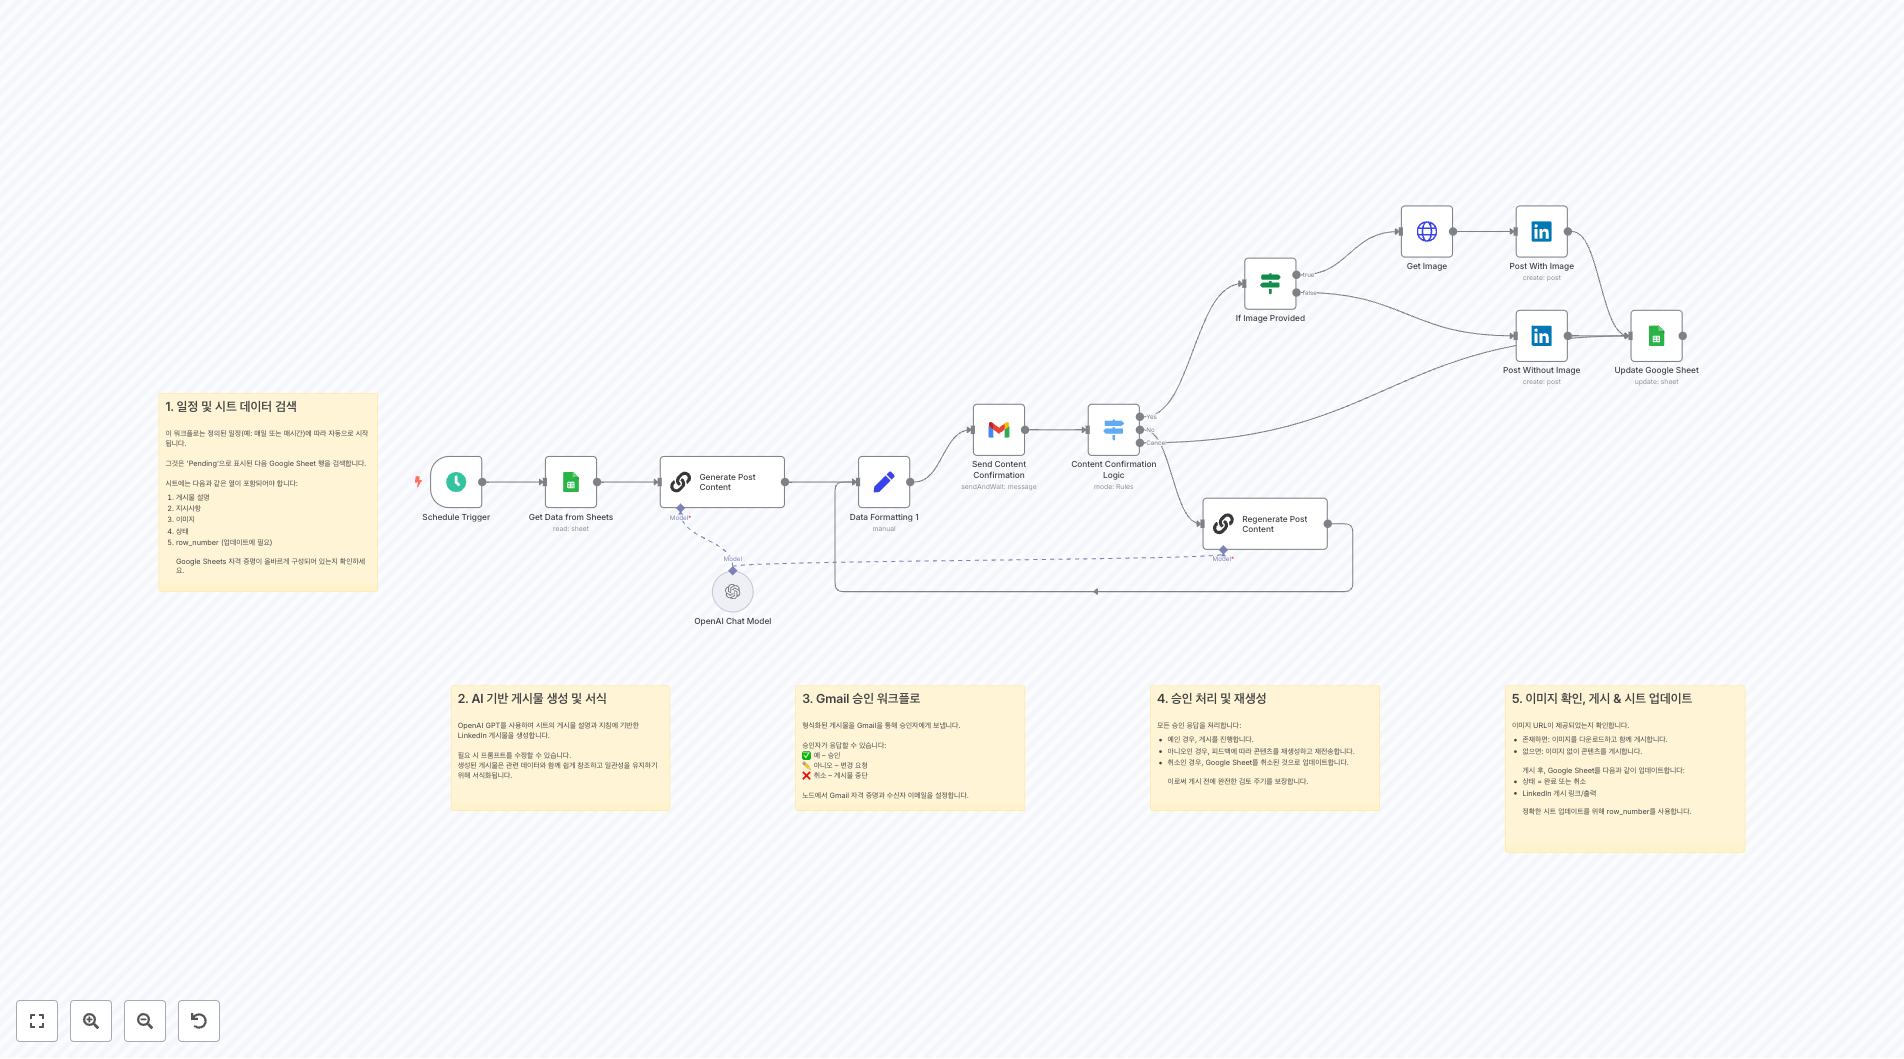 Get Image
Post With Image
create: post
true
false
If Image Provided
Post Without Image
create: post
Update Google Sheet
update: sheet
1. 일정 및 시트 데이터 검색
이 워크플로는 정의된 일정(예: 매일 또는 매시간)에 따라 자동으로 시작
됩니다.
그것은 'Pending'으로 표시된 다음 Google Sheet 행을 검색합니다.
시트에는 다음과 같은 열이 포함되어야 합니다:
1. 게시물 설명
2. 지시사항
3. 이미지
4. 상태
5. row_number (업데이트에 필요)
Google Sheets 자격 증명이 올바르게 구성되어 있는지 확인하세
요.
Schedule Trigger
Get Data from Sheets
read: sheet
Generate Post
Content
Model*
Model
OpenAI Chat Model
Data Formatting 1
manual
Send Content
Confirmation
sendAndWait: message
Yes
No
Cancel
Content Confirmation
Logic
mode: Rules
Regenerate Post
Content
Model*
2. AI 기반 게시물 생성 및 서식
OpenAI GPT를 사용하여 시트의 게시물 설명과 지침에 기반한
LinkedIn 게시물을 생성합니다.
필요 시 프롬프트를 수정할 수 있습니다.
생성된 게시물은 관련 데이터와 함께 쉽게 참조하고 일관성을 유지하기
위해 서식화됩니다.
3. Gmail 승인 워크플로
형식화된 게시물을 Gmail을 통해 승인자에게 보냅니다.
승인자가 응답할 수 있습니다:
✅ 예 – 승인
✏️ 아니오 – 변경 요청
❌ 취소 – 게시물 중단
노드에서 Gmail 자격 증명과 수신자 이메일을 설정합니다.
4. 승인 처리 및 재생성
모든 승인 응답을 처리합니다:
• 예인 경우, 게시를 진행합니다.
• 아니오인 경우, 피드백에 따라 콘텐츠를 재생성하고 재전송합니다.
• 취소인 경우, Google Sheet를 취소된 것으로 업데이트합니다.
이로써 게시 전에 완전한 검토 주기를 보장합니다.
5. 이미지 확인, 게시 & 시트 업데이트
이미지 URL이 제공되었는지 확인합니다.
• 존재하면: 이미지를 다운로드하고 함께 게시합니다.
• 없으면: 이미지 없이 콘텐츠를 게시합니다.
게시 후, Google Sheet를 다음과 같이 업데이트합니다:
• 상태 = 완료 또는 취소
• LinkedIn 게시 링크/출력
정확한 시트 업데이트를 위해 row_number를 사용합니다.